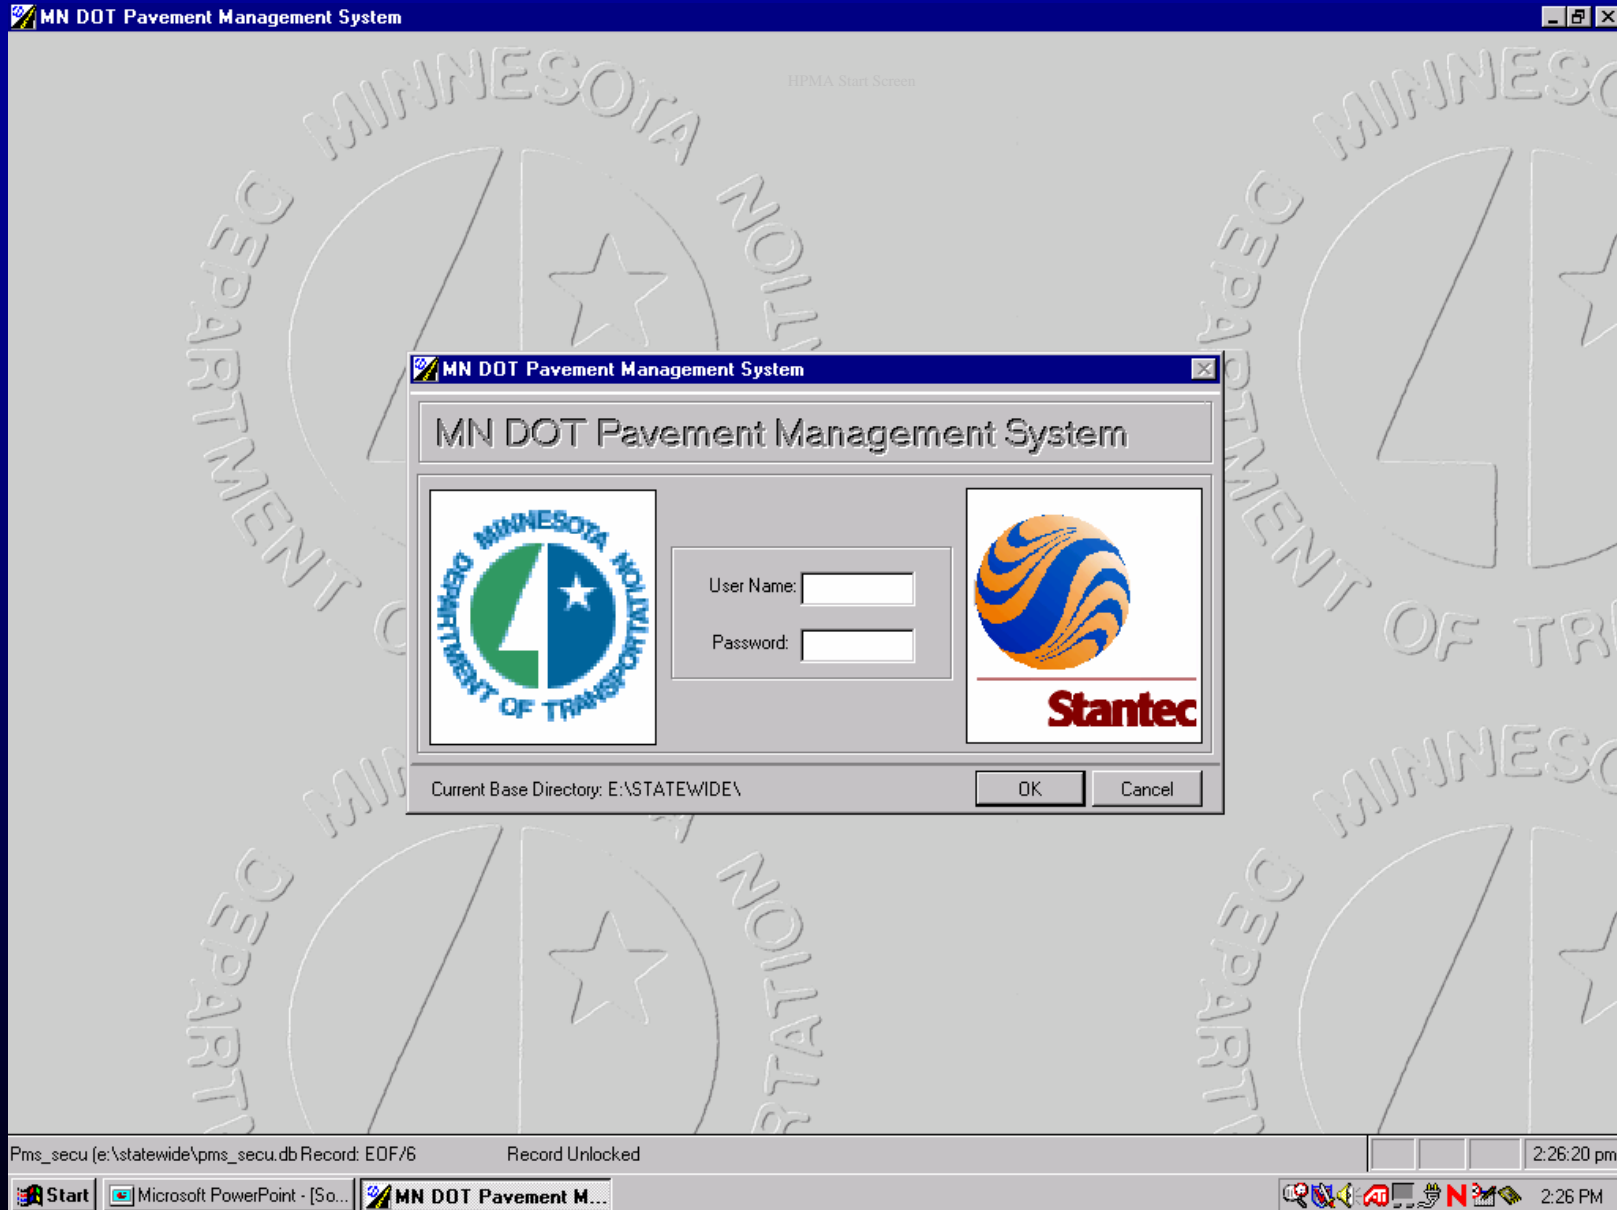 MN DOT Pavement Management System
HPMA Start Screen
MINNESOTA DEPARTMENT NOITATION
MINNESO DEPARTMENT OF TR
MN DOT Pavement Management System
MN DOT Pavement Management System
MINNESOTA DEPARTMENT OF TRANSPORTATION
User Name:
Password:
Stantec
Current Base Directory: E:\STATEWIDE\
OK
Cancel
Pms_secu (e:\statewide\pms_secu.db Record: EOF/6
Record Unlocked
2:26:20 pm
Start
Microsoft PowerPoint - [So...
MN DOT Pavement M...
2:26 PM